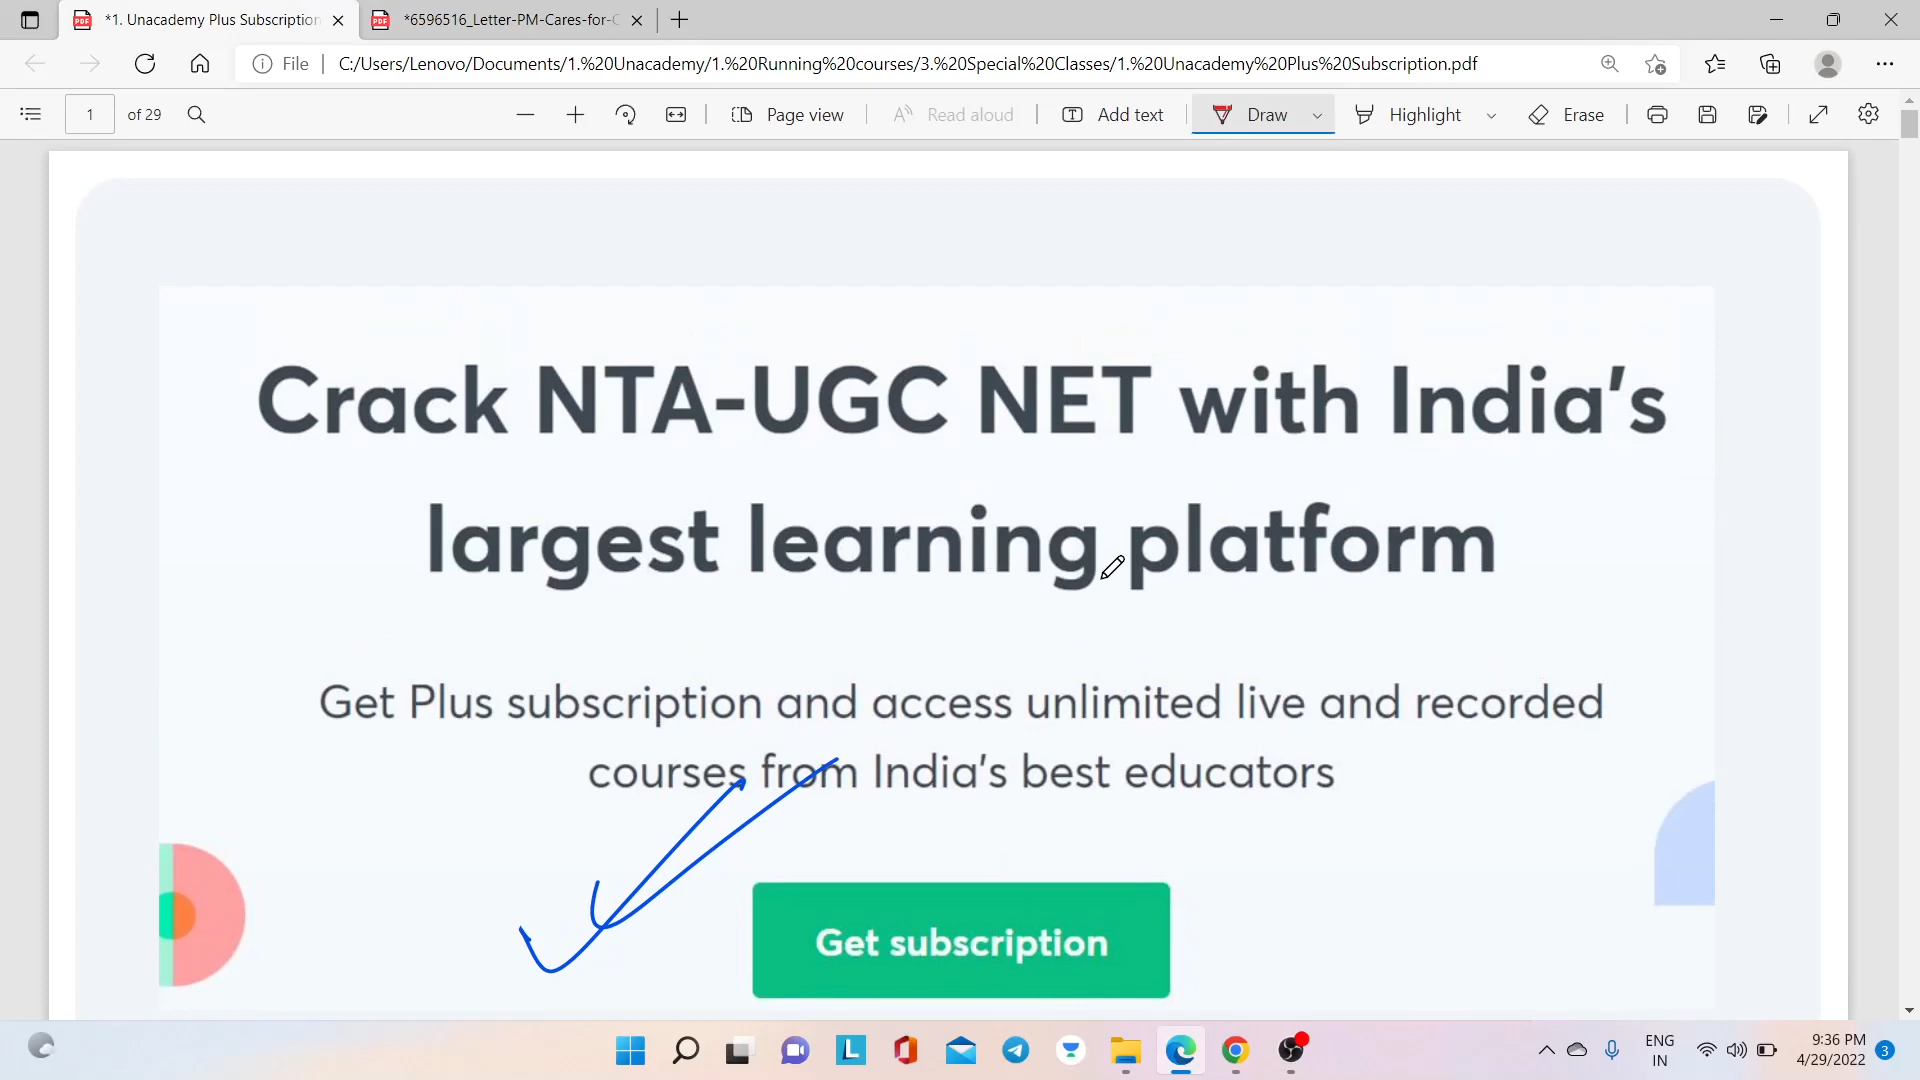 *1. Unacademy Plus Subscription
*6596516_Letter-PM-Cares-for-C
File
C:/Users/Lenovo/Documents/1.%20Unacademy/1.%20Running%20courses/3.%20Special%20Classes/1.%20Unacademy%20Plus%20Subscription.pdf
1 of 29
Page view
Read aloud
Add text
Draw
Highlight
Erase
Crack NTA-UGC NET with India's
largest learning platform
Get Plus subscription and access unlimited live and recorded
courses from India's best educators
Get subscription
ENG
IN
9:36 PM
4/29/2022
3